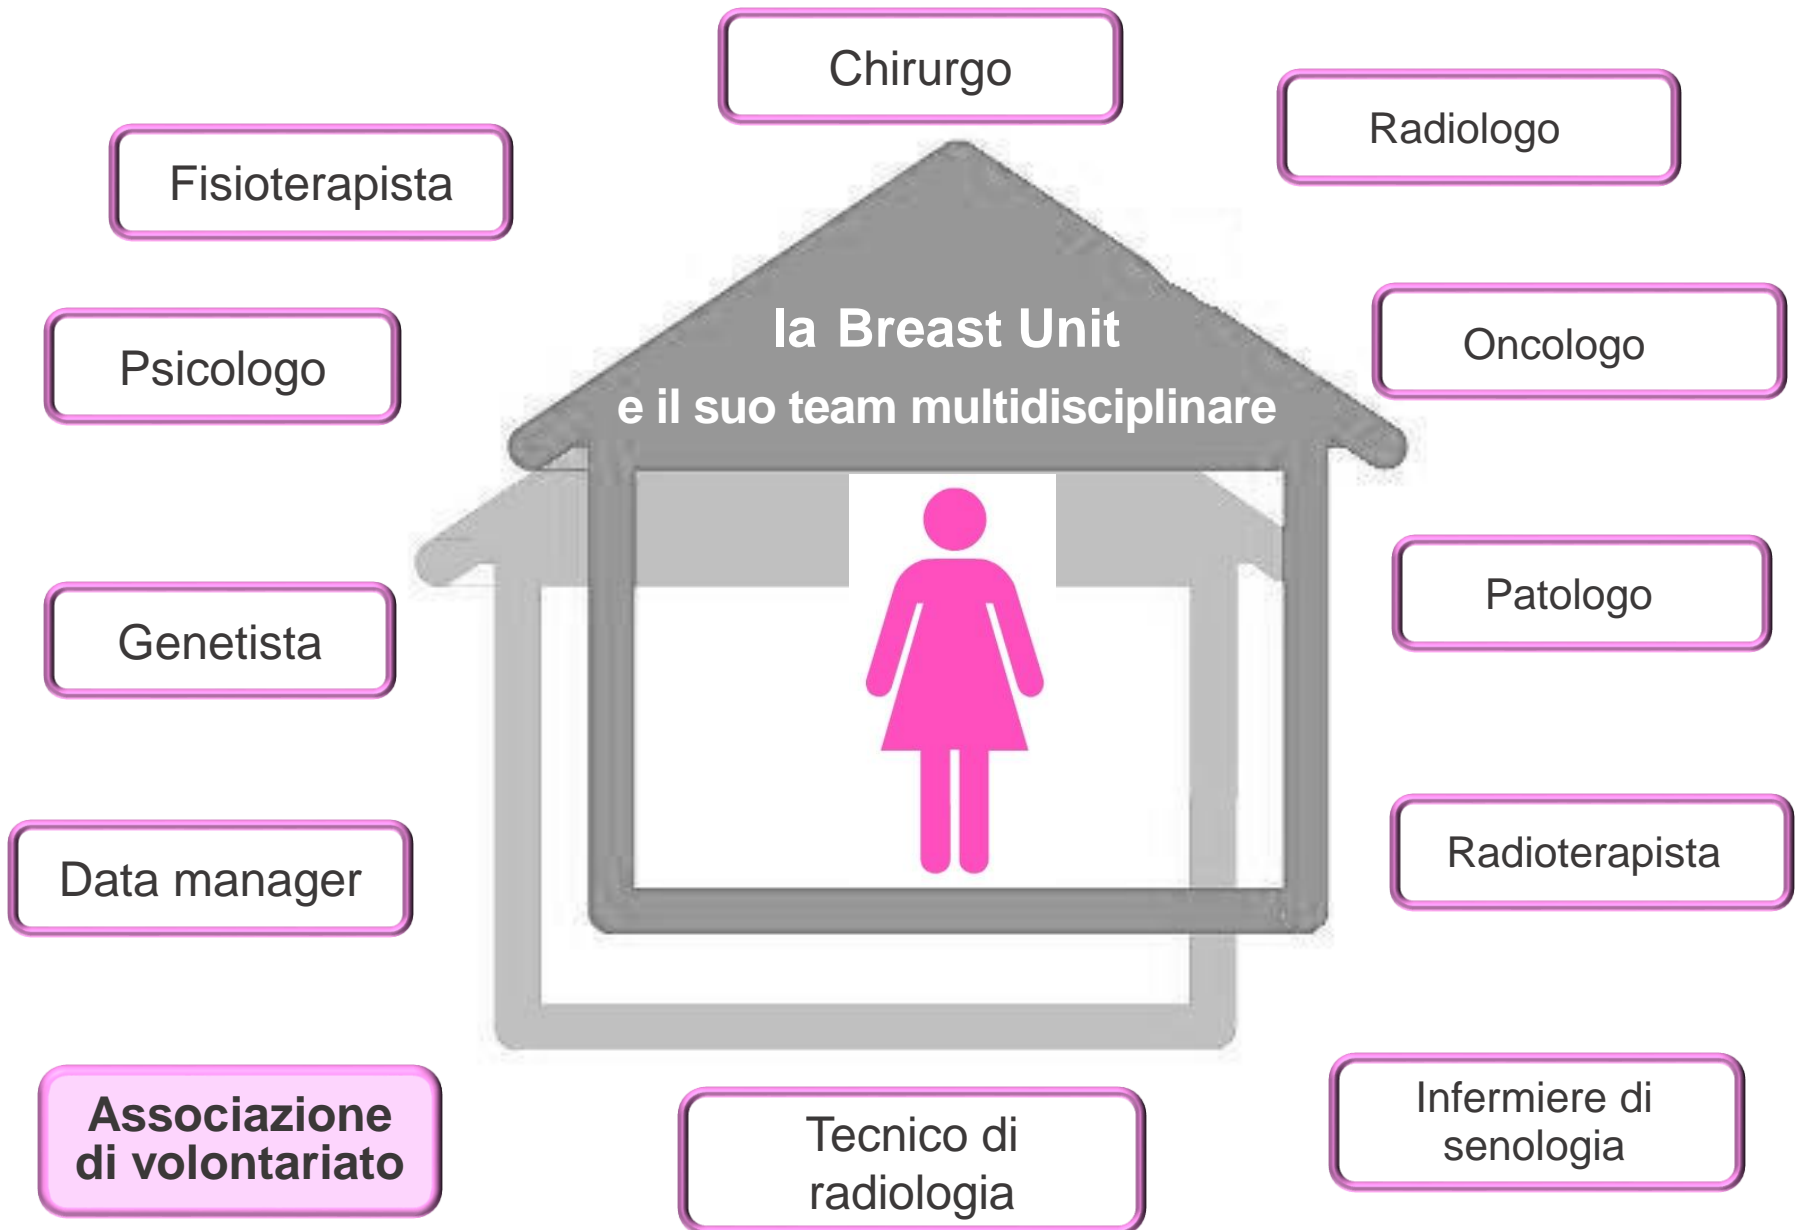 Chirurgo
Radiologo
Fisioterapista
la Breast Unit
e il suo team multidisciplinare
Oncologo
Psicologo
Patologo
Genetista
Radioterapista
Data manager
Infermiere di
senologia
Associazione
di volontariato
Tecnico di
radiologia